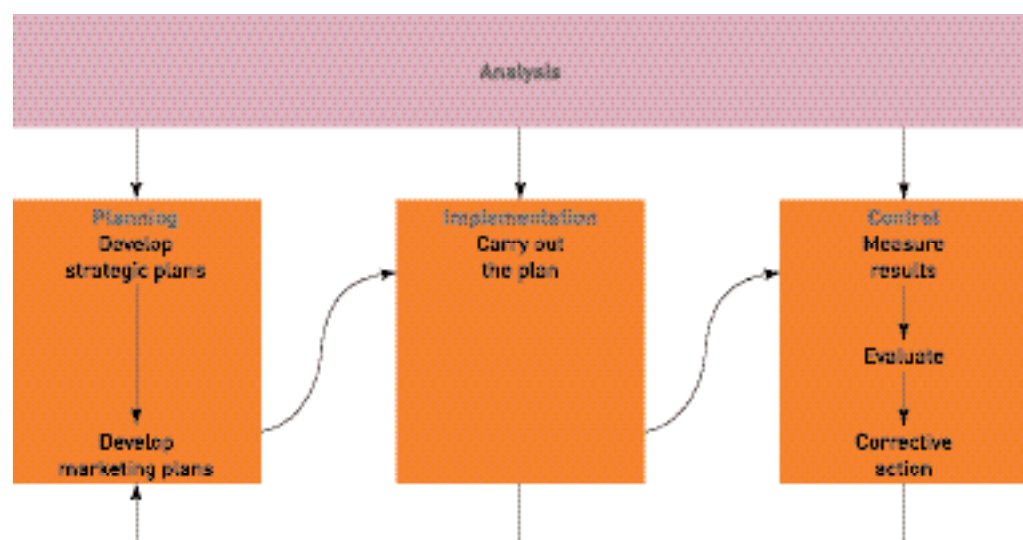 Analysis
Planning
Develop
strategic plans
Develop
marketing plans
Implementation
Carry out
the plan
Control
Measure
results
Evaluate
Corrective
action